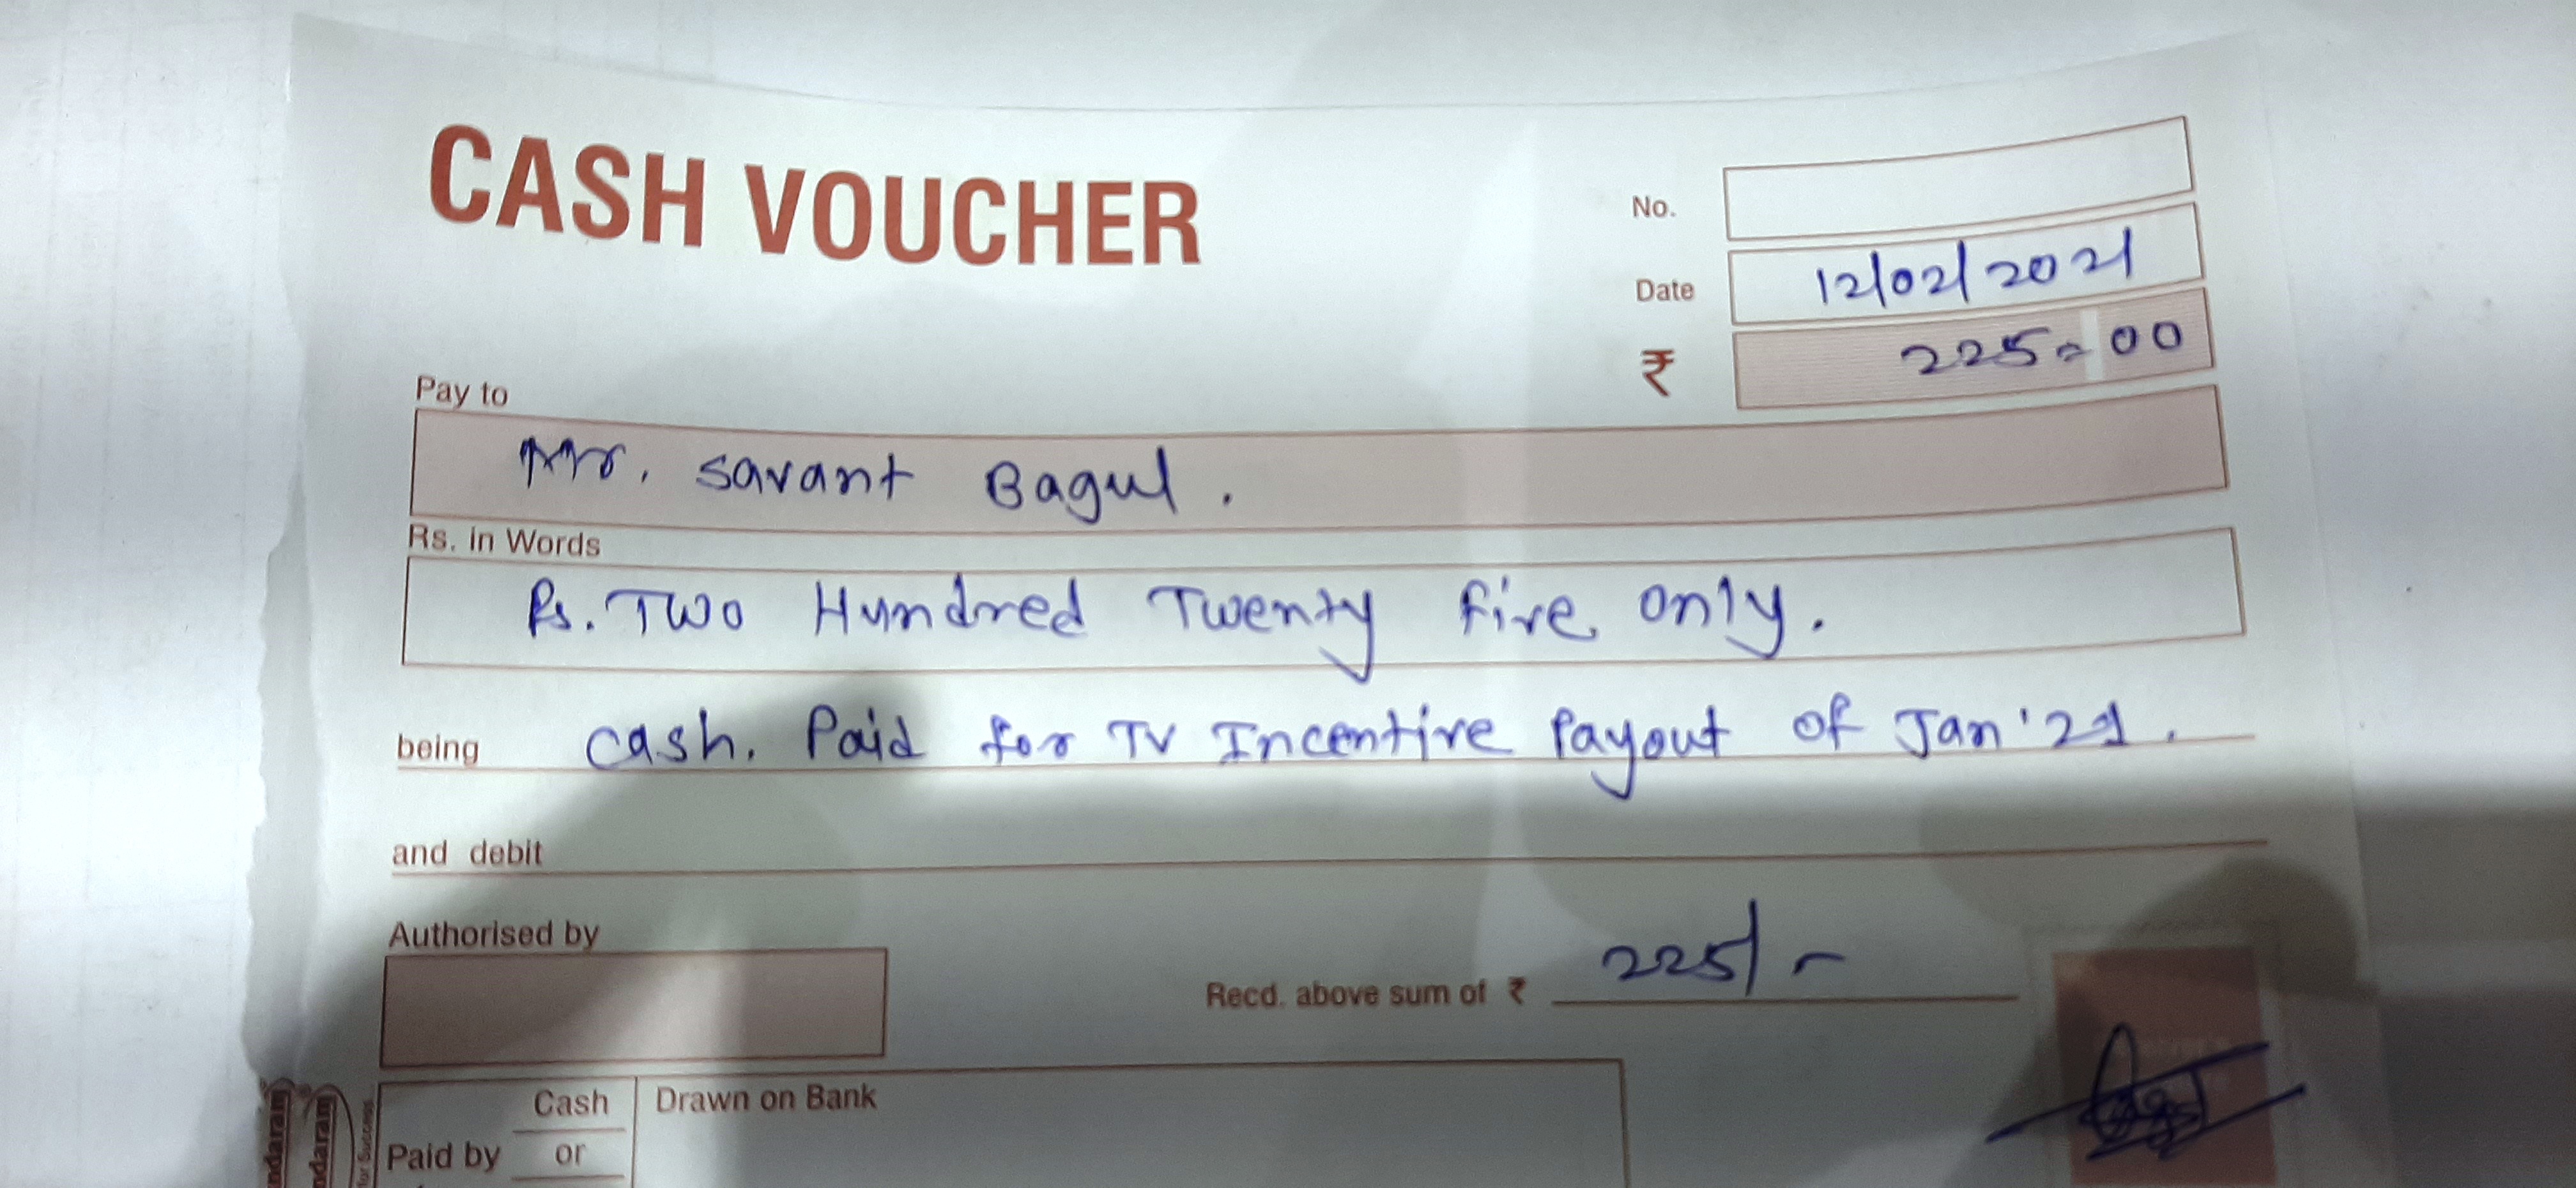 CASH VOUCHER
No.
Date 12/02/2021
₹ 225=00
Pay to
Mr. Savant Bagul.
Rs. in Words
Rs. Two Hundred Twenty Five only.
being cash. Paid for TV Incentive Payout of Jan'21.
and debit
Authorised by
Recd. above sum of ₹ 225/-
Cash
Drawn on Bank
Paid by
or